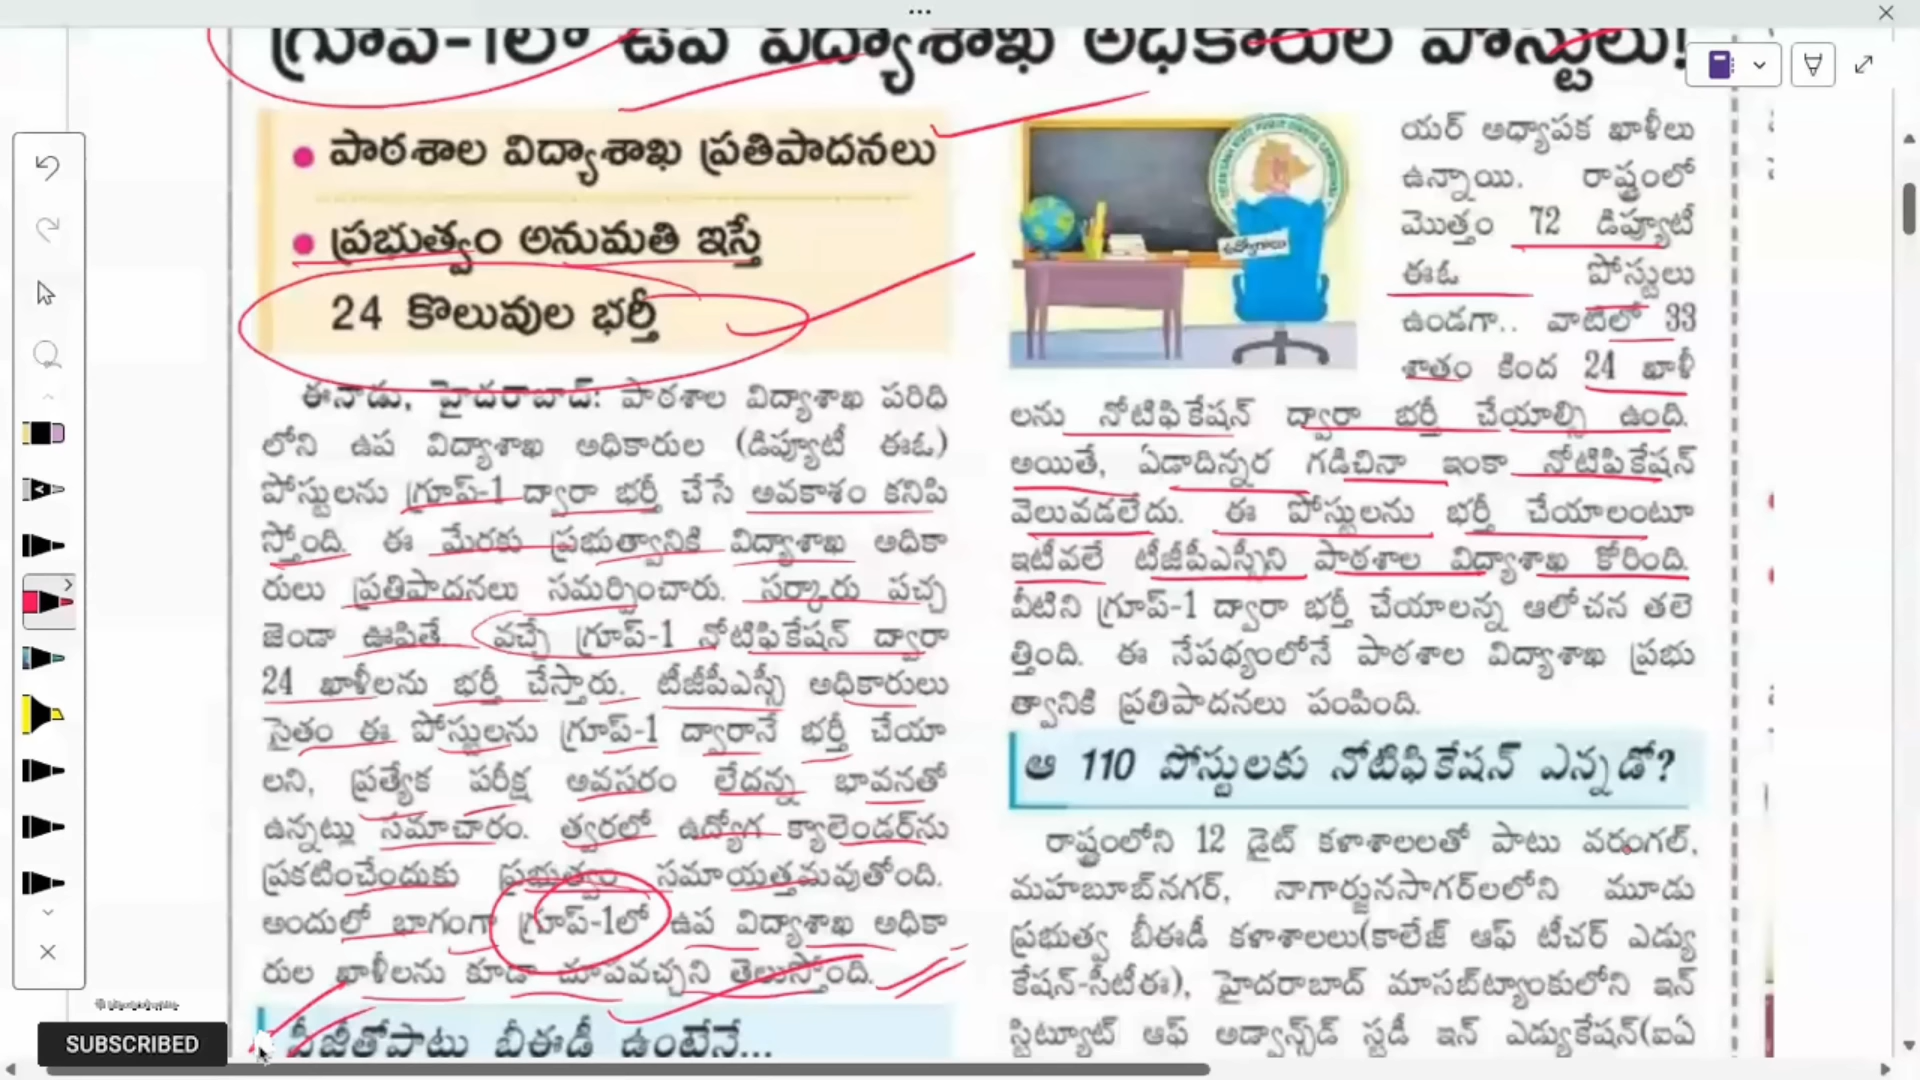 గ్రూప్-1లో ఉప విద్యాశాఖ అధికారుల పోస్టులు!
• పాఠశాల విద్యాశాఖ ప్రతిపాదనలు
• ప్రభుత్వం అనుమతి ఇస్తే
24 కొలువుల భర్తీ
ఈనాడు, హైదరాబాద్: పాఠశాల విద్యాశాఖ పరిధి
లోని ఉప విద్యాశాఖ అధికారుల (డిప్యూటీ ఈఓ)
పోస్టులను గ్రూప్-1 ద్వారా భర్తీ చేసే అవకాశం కనిపి
స్తోంది. ఈ మేరకు ప్రభుత్వానికి విద్యాశాఖ అధికా
రులు ప్రతిపాదనలు సమర్పించారు. సర్కారు పచ్చ
జెండా ఊపితే.. వచ్చే గ్రూప్-1 నోటిఫికేషన్ ద్వారా
24 ఖాళీలను భర్తీ చేస్తారు. టీజీపీఎస్సీ అధికారులు
సైతం ఈ పోస్టులను గ్రూప్-1 ద్వారానే భర్తీ చేయా
లని, ప్రత్యేక పరీక్ష అవసరం లేదన్న భావనతో
ఉన్నట్లు సమాచారం. త్వరలో ఉద్యోగ క్యాలెండర్‌ను
ప్రకటించేందుకు ప్రభుత్వం సమాయత్తమవుతోంది.
అందులో భాగంగా గ్రూప్-1లో ఉప విద్యాశాఖ అధికా
రుల ఖాళీలను కూడా చూపవచ్చని తెలుస్తోంది.
పీజీతోపాటు బీఈడీ ఉంటేనే...
ఉద్యోగాలు
యర్ అధ్యాపక ఖాళీలు
ఉన్నాయి. రాష్ట్రంలో
మొత్తం 72 డిప్యూటీ
ఈఓ పోస్టులు
ఉండగా.. వాటిలో 33
శాతం కింద 24 ఖాళీ
లను నోటిఫికేషన్ ద్వారా భర్తీ చేయాల్సి ఉంది.
అయితే, ఏడాదిన్నర గడిచినా ఇంకా నోటిఫికేషన్
వెలువడలేదు. ఈ పోస్టులను భర్తీ చేయాలంటూ
ఇటీవలే టీజీపీఎస్సీని పాఠశాల విద్యాశాఖ కోరింది.
వీటిని గ్రూప్-1 ద్వారా భర్తీ చేయాలన్న ఆలోచన తలె
త్తింది. ఈ నేపథ్యంలోనే పాఠశాల విద్యాశాఖ ప్రభు
త్వానికి ప్రతిపాదనలు పంపింది.
ఆ 110 పోస్టులకు నోటిఫికేషన్ ఎన్నడో?
రాష్ట్రంలోని 12 డైట్ కళాశాలలతో పాటు వరంగల్,
మహబూబ్‌నగర్, నాగార్జునసాగర్‌లలోని మూడు
ప్రభుత్వ బీఈడీ కళాశాలలు(కాలేజ్ ఆఫ్ టీచర్ ఎడ్యు
కేషన్-సీటీఈ), హైదరాబాద్ మాసబ్‌ట్యాంకులోని ఇన్
స్టిట్యూట్ ఆఫ్ అడ్వాన్స్‌డ్ స్టడీ ఇన్ ఎడ్యుకేషన్(ఐఏ
SUBSCRIBED